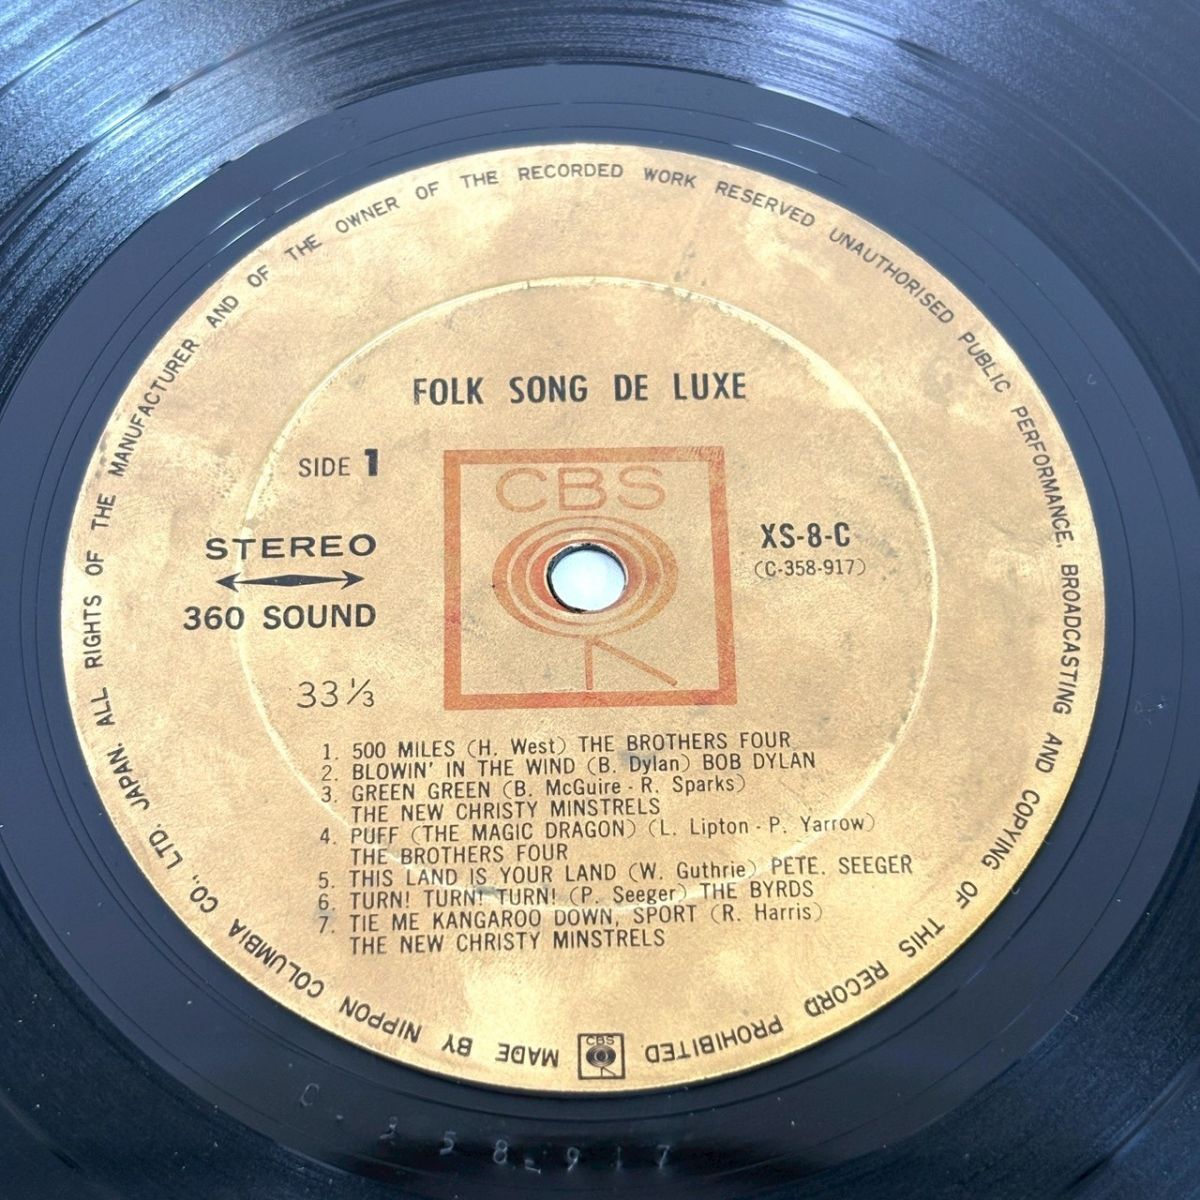 FOLK SONG DE LUXE
SIDE 1
CBS
STEREO
360 SOUND
33 1/3
XS-8-C
(C-358-917)
1. 500 MILES (H. West) THE BROTHERS FOUR
2. BLOWIN' IN THE WIND (B. Dylan) BOB DYLAN
3. GREEN GREEN (B. McGuire - R. Sparks)
THE NEW CHRISTY MINSTRELS
4. PUFF (THE MAGIC DRAGON) (L. Lipton - P. Yarrow)
THE BROTHERS FOUR
5. THIS LAND IS YOUR LAND (W. Guthrie) PETE. SEEGER
6. TURN! TURN! TURN! (P. Seeger) THE BYRDS
7. TIE ME KANGAROO DOWN, SPORT (R. Harris)
THE NEW CHRISTY MINSTRELS
MADE BY NIPPON COLUMBIA CO., LTD. JAPAN. ALL RIGHTS OF THE MANUFACTURER AND OF THE OWNER OF THE RECORDED WORK RESERVED UNAUTHORISED PUBLIC PERFORMANCE, BROADCASTING AND COPYING OF THIS RECORD PROHIBITED
CBS
C-358-917